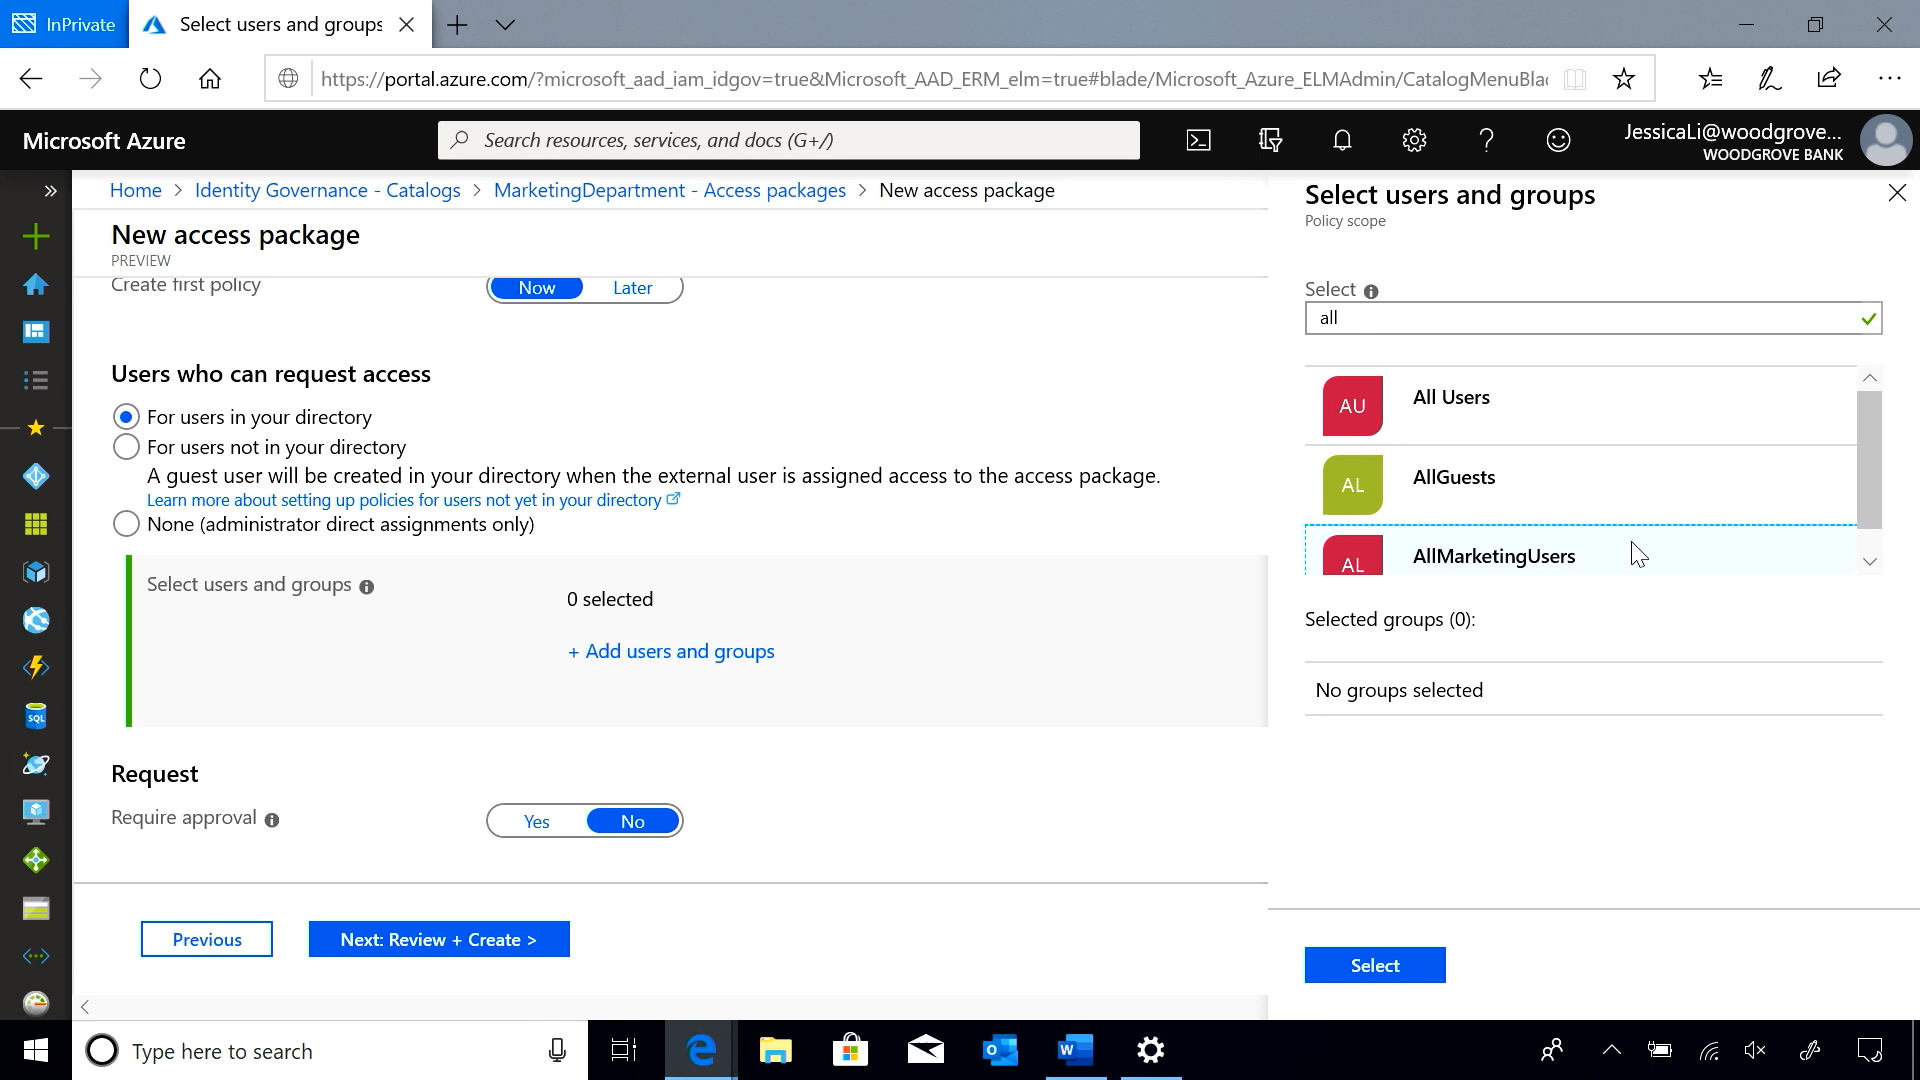 InPrivate
Select users and groups
https://portal.azure.com/?microsoft_aad_iam_idgov=true&Microsoft_AAD_ERM_elm=true#blade/Microsoft_Azure_ELMAdmin/CatalogMenuBla
Microsoft Azure
Search resources, services, and docs (G+/)
JessicaLi@woodgrove...
WOODGROVE BANK
Home > Identity Governance - Catalogs > MarketingDepartment - Access packages > New access package
New access package
PREVIEW
Create first policy
Now
Later
Users who can request access
For users in your directory
For users not in your directory
A guest user will be created in your directory when the external user is assigned access to the access package.
Learn more about setting up policies for users not yet in your directory
None (administrator direct assignments only)
Select users and groups
0 selected
+ Add users and groups
Request
Require approval
Yes
No
Previous
Next: Review + Create >
Select users and groups
Policy scope
Select
all
AU
All Users
AL
AllGuests
AL
AllMarketingUsers
Selected groups (0):
No groups selected
Select
SQL
Type here to search